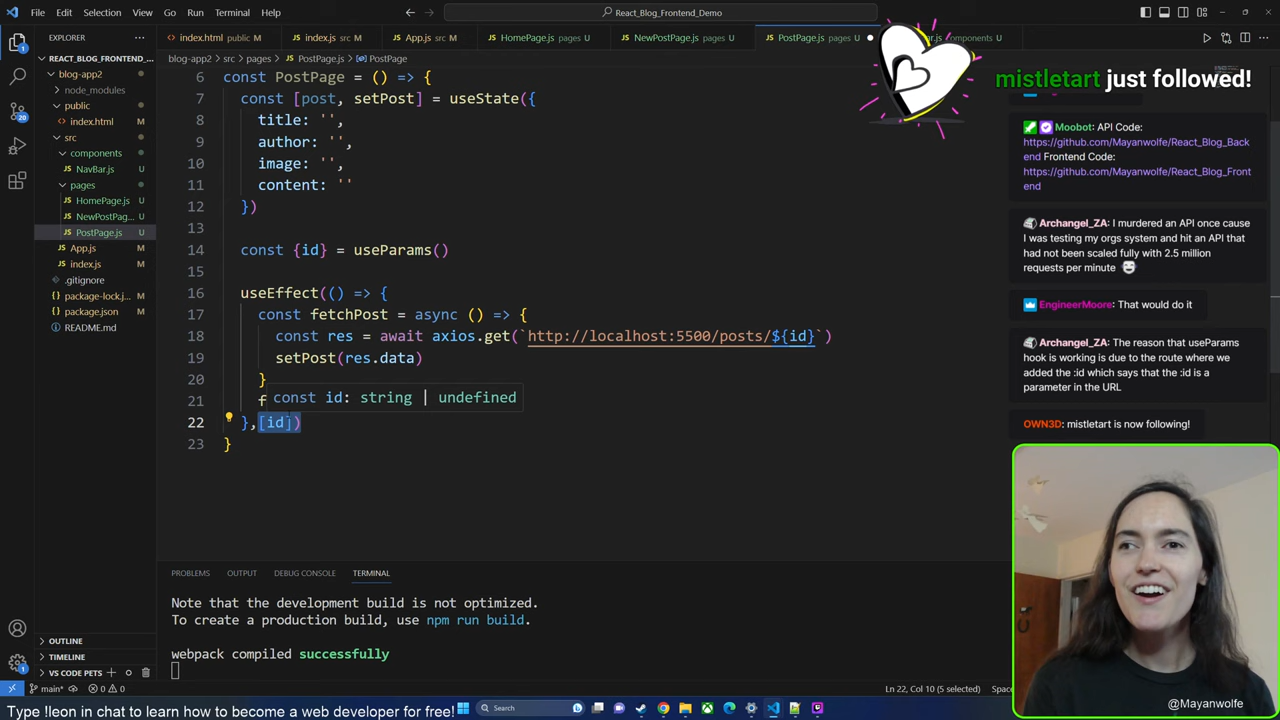 File Edit Selection View Go Run Terminal Help
React_Blog_Frontend_Demo
EXPLORER
index.html public M
index.js src M
App.js M
HomePage.js pages U
NewPostPage.js pages U
PostPage.js pages U
components U
REACT_BLOG_FRONTEND_...
blog-app2
node_modules
public
index.html U
src
components
NavBar.js U
pages
HomePage.js U
NewPostPag... U
PostPage.js U
App.js U
index.js U
.gitignore
package-lock.j... M
package.json M
README.md
OUTLINE
TIMELINE
VS CODE PETS
blog-app2 > src > pages > JS PostPage.js > PostPage
6 const PostPage = () => {
7 const [post, setPost] = useState({
8 title: '',
9 author: '',
10 image: '',
11 content: ''
12 })
13
14 const {id} = useParams()
15
16 useEffect(() => {
17 const fetchPost = async () => {
18 const res = await axios.get(`http://localhost:5500/posts/${id}`)
19 setPost(res.data)
20 }
21 f
const id: string | undefined
22 },[id])
23 }
PROBLEMS OUTPUT DEBUG CONSOLE TERMINAL
Note that the development build is not optimized.
To create a production build, use npm run build.
webpack compiled successfully
main* 0 0
Ln 22, Col 10 (5 selected)
mistletart just followed!
Moobot: API Code:
https://github.com/Mayanwolfe/React_Blog_Back
end Frontend Code:
https://github.com/Mayanwolfe/React_Blog_Front
end
Archangel_ZA: I murdered an API once cause
I was testing my orgs system and hit an API that
had not been scaled fully with 2.5 million
requests per minute
EngineerMoore: That would do it
Archangel_ZA: The reason that useParams
hook is working is due to the route where we
added the :id which says that the :id is a
parameter in the URL
OWN3D: mistletart is now following!
@Mayanwolfe
Type !leon in chat to learn how to become a web developer for free!
Search